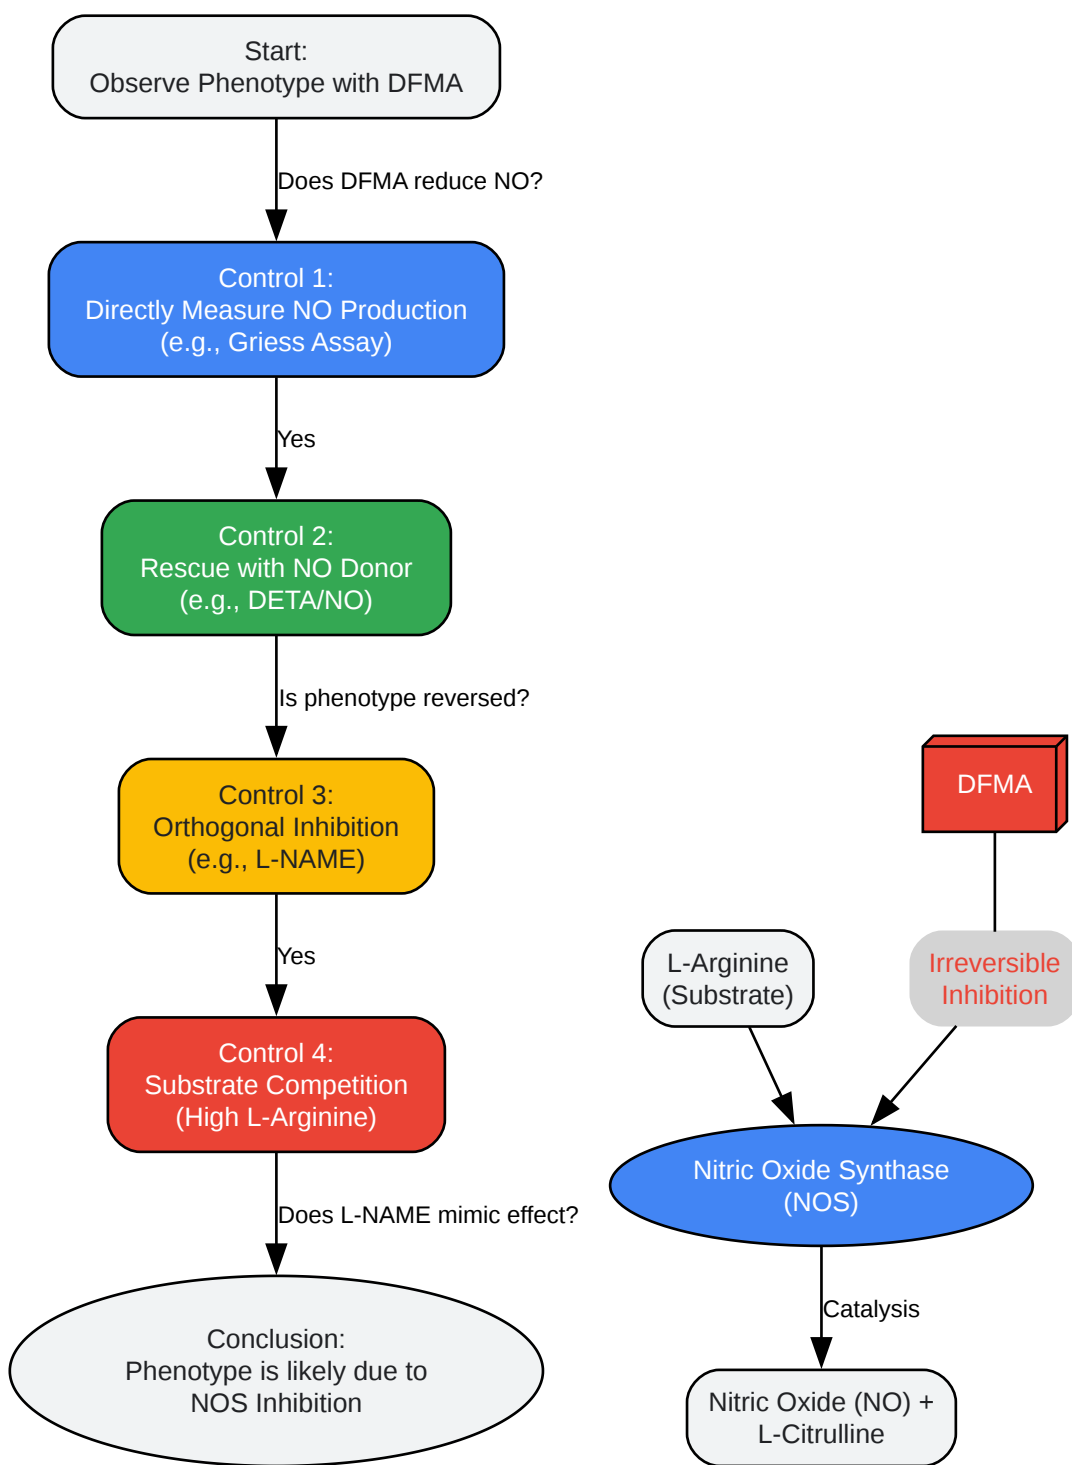 Start:
Observe Phenotype with DFMA
Does DFMA reduce NO?
Control 1:
Directly Measure NO Production
(e.g., Griess Assay)
Yes
Control 2:
Rescue with NO Donor
(e.g., DETA/NO)
Is phenotype reversed?
Control 3:
Orthogonal Inhibition
(e.g., L-NAME)
Yes
Control 4:
Substrate Competition
(High L-Arginine)
Does L-NAME mimic effect?
Conclusion:
Phenotype is likely due to
NOS Inhibition
DFMA
L-Arginine
(Substrate)
Irreversible
Inhibition
Nitric Oxide Synthase
(NOS)
Catalysis
Nitric Oxide (NO) +
L-Citrulline